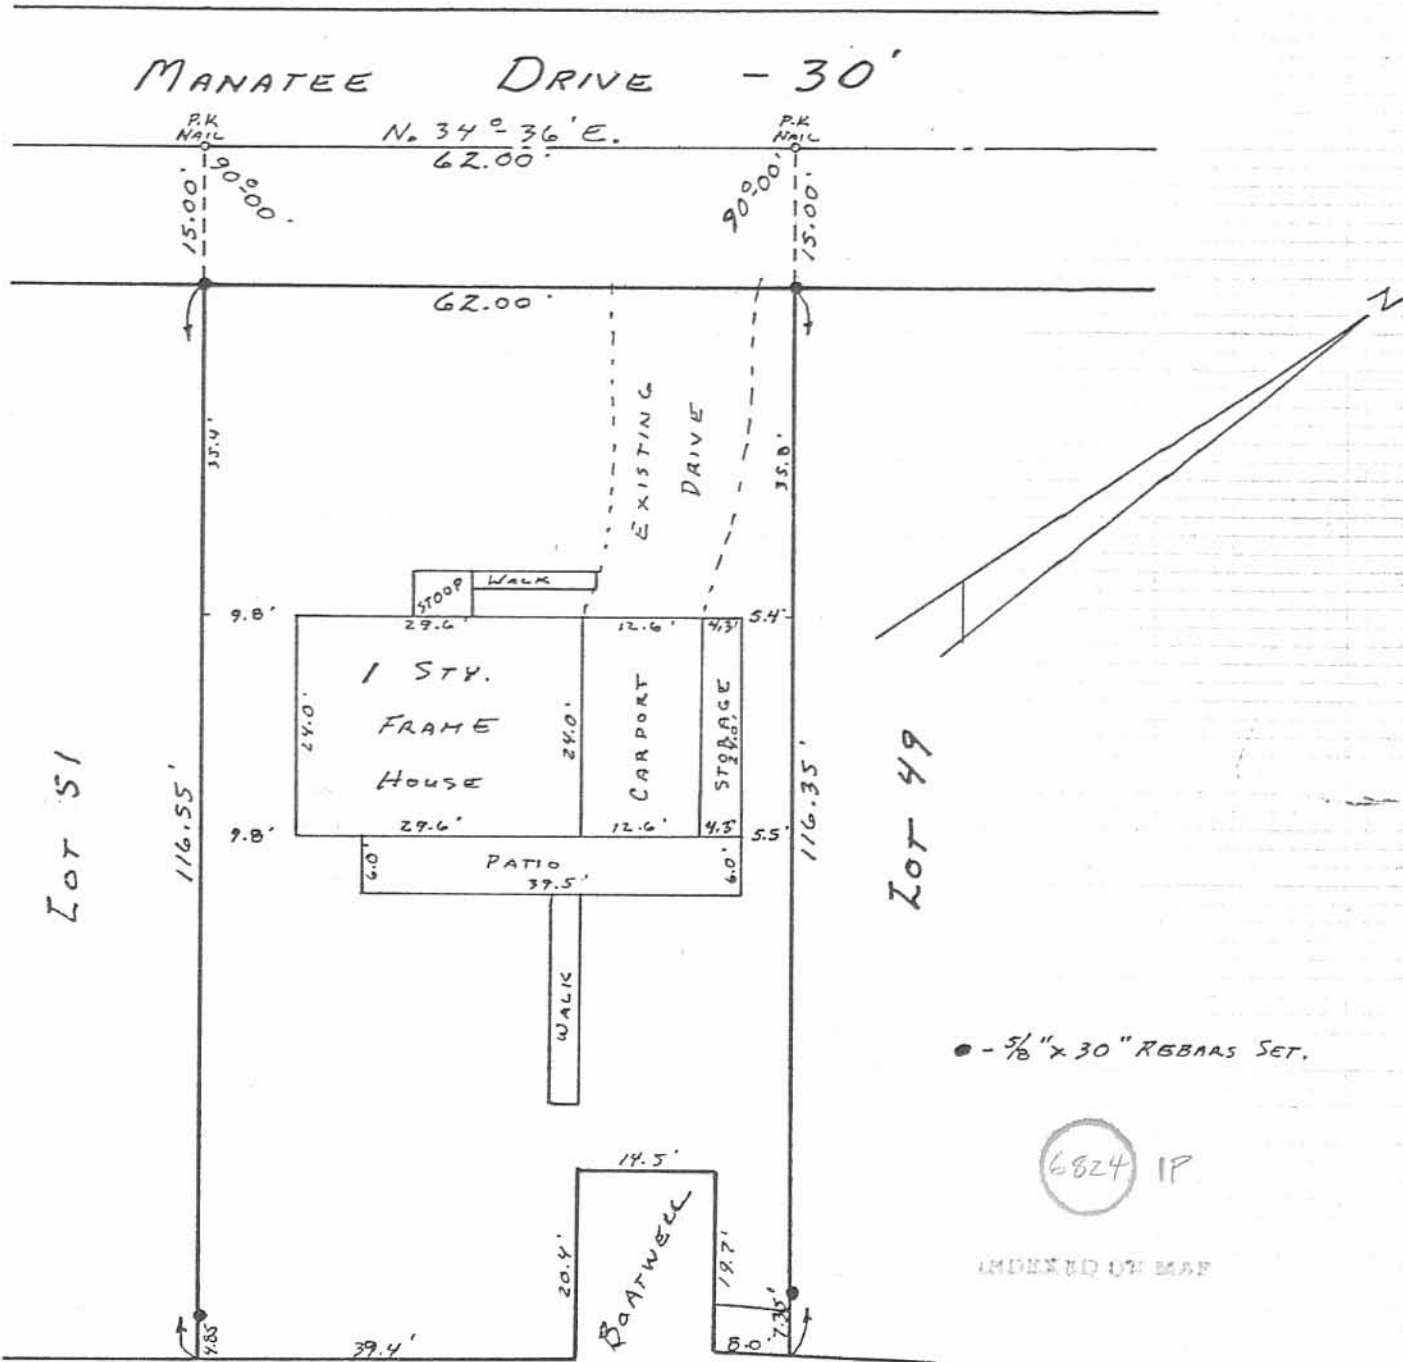 MANATEE DRIVE - 30'
P.K NAIL
N. 34°-36' E.
62.00'
P.K NAIL
90°-00'
90°-00'
15.00'
15.00'
62.00'
N
35.4'
EXISTING
DRIVE
35.8'
STOOP
WALK
9.8'
29.6'
12.6'
4.3'
5.4'
1 STY.
FRAME
HOUSE
24.0'
24.0'
CARPORT
STORAGE
LOT 51
116.55'
116.35'
LOT 49
9.8'
29.6'
12.6'
4.3'
5.5'
6.0'
PATIO
39.5'
6.0'
WALK
● - 5/8" x 30" REBARS SET.
14.5'
6824 IP
20.4'
BOATWELL
19.7'
INDEXED ON MAP
4.85
39.4'
8.0'
7.35'